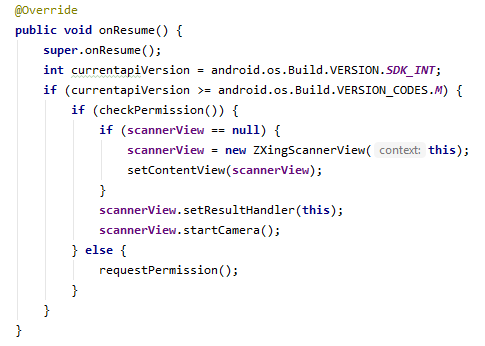 @Override
public void onResume() {
    super.onResume();
    int currentapiVersion = android.os.Build.VERSION.SDK_INT;
    if (currentapiVersion >= android.os.Build.VERSION_CODES.M) {
        if (checkPermission()) {
            if (scannerView == null) {
                scannerView = new ZXingScannerView( context: this);
                setContentView(scannerView);
            }
            scannerView.setResultHandler(this);
            scannerView.startCamera();
        } else {
            requestPermission();
        }
    }
}